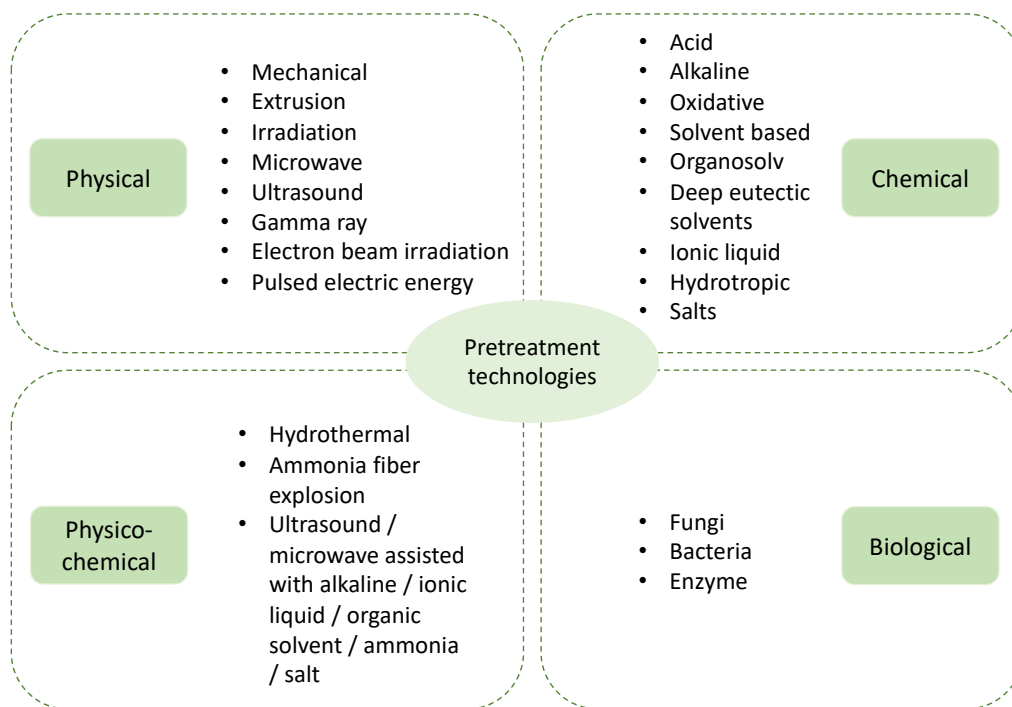 Physical
• Mechanical
• Extrusion
• Irradiation
• Microwave
• Ultrasound
• Gamma ray
• Electron beam irradiation
• Pulsed electric energy
• Acid
• Alkaline
• Oxidative
• Solvent based
• Organosolv
• Deep eutectic
solvents
• Ionic liquid
• Hydrotropic
• Salts
Chemical
Pretreatment
technologies
Physico-
chemical
• Hydrothermal
• Ammonia fiber
explosion
• Ultrasound /
microwave assisted
with alkaline / ionic
liquid / organic
solvent / ammonia
/ salt
• Fungi
• Bacteria
• Enzyme
Biological